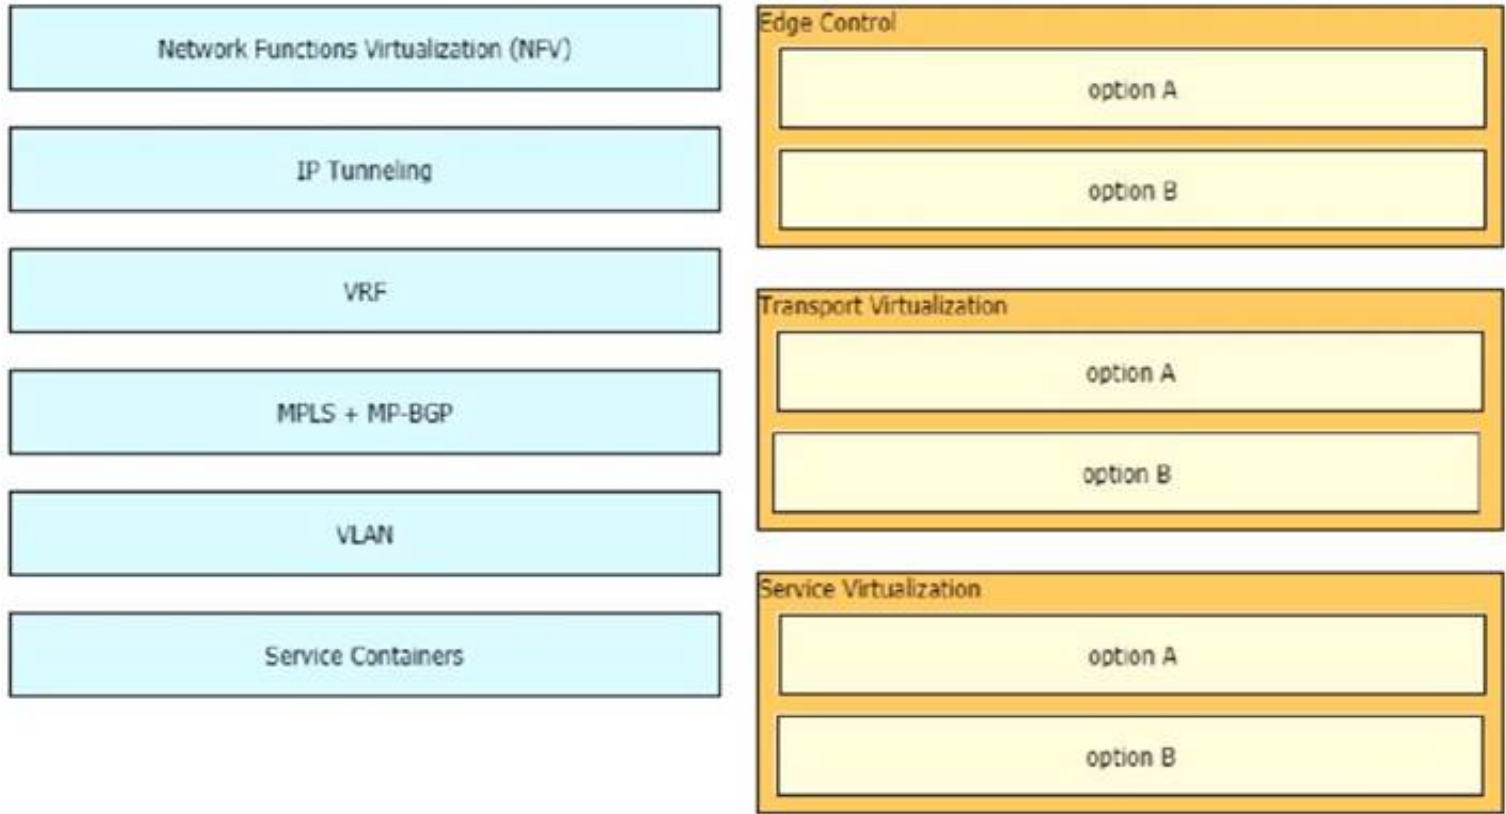 Network Functions Virtualization (NFV)
IP Tunneling
VRF
MPLS + MP-BGP
VLAN
Service Containers
Edge Control
option A
option B
Transport Virtualization
option A
option B
Service Virtualization
option A
option B